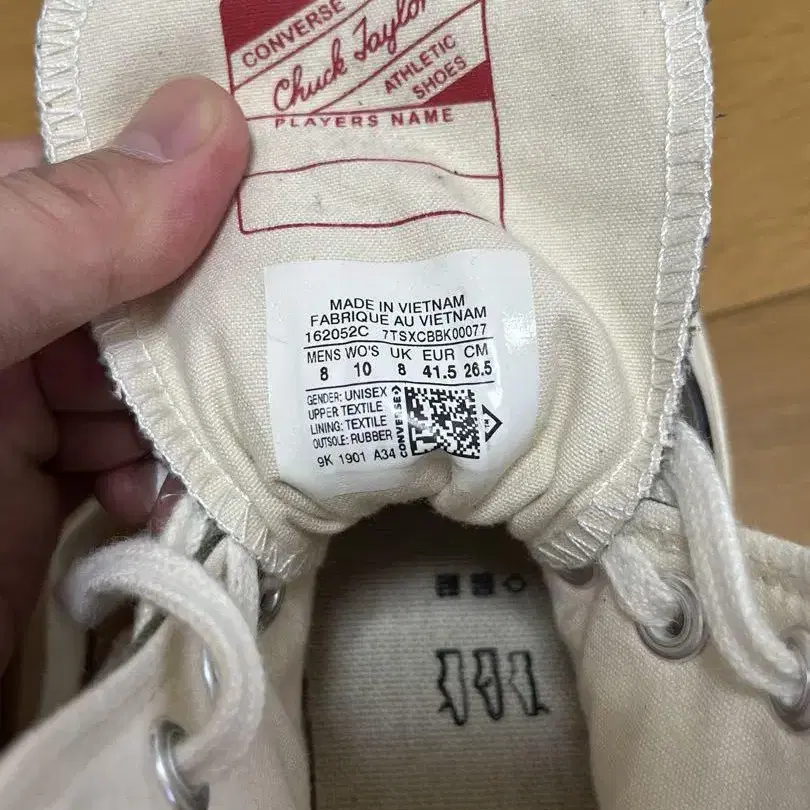 CONVERSE
Chuck Taylor
ATHLETIC
SHOES
PLAYERS NAME
MADE IN VIETNAM
FABRIQUE AU VIETNAM
162052C 7TSXCBBK00077
MENS WO'S UK EUR CM
8 10 8 41.5 26.5
GENDER: UNISEX
UPPER TEXTILE
LINING: TEXTILE
OUTSOLE: RUBBER
9K 1901 A34
CONVERSE
TM